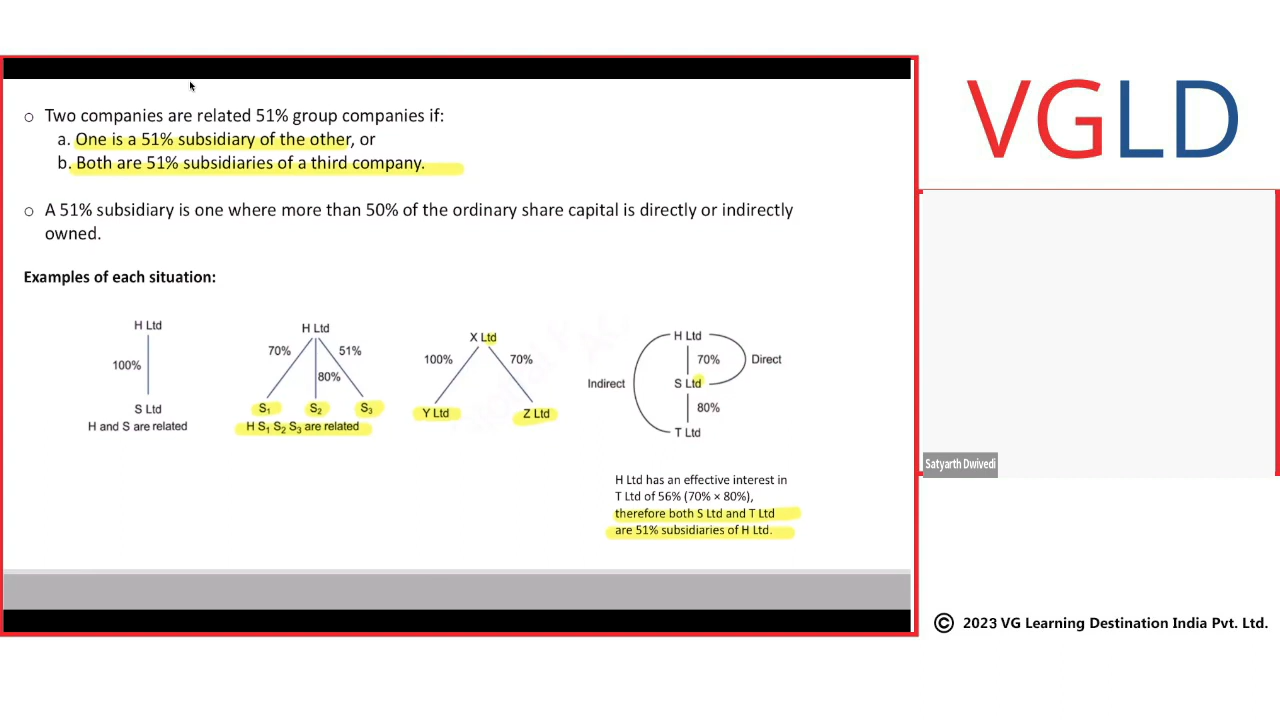 VGLD
○ Two companies are related 51% group companies if:
a. One is a 51% subsidiary of the other, or
b. Both are 51% subsidiaries of a third company.
○ A 51% subsidiary is one where more than 50% of the ordinary share capital is directly or indirectly
owned.
Examples of each situation:
H Ltd
100%
S Ltd
H and S are related
H Ltd
70% 51%
80%
S₁ S₂ S₃
H S₁ S₂ S₃ are related
X Ltd
100% 70%
Y Ltd Z Ltd
H Ltd
70% Direct
Indirect S Ltd
80%
T Ltd
H Ltd has an effective interest in
T Ltd of 56% (70% × 80%),
therefore both S Ltd and T Ltd
are 51% subsidiaries of H Ltd.
Satyarth Dwivedi
© 2023 VG Learning Destination India Pvt. Ltd.